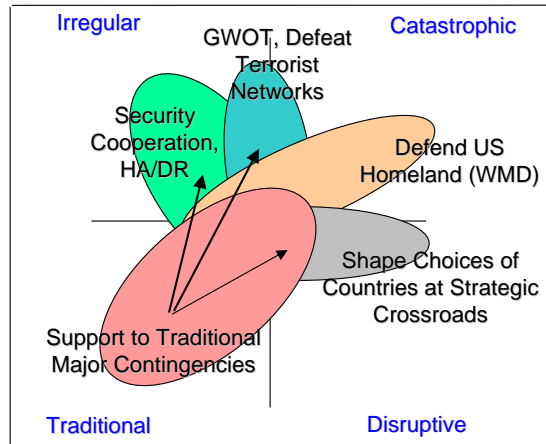 Irregular
Catastrophic
GWOT, Defeat
Terrorist
Networks
Security
Cooperation,
HA/DR
Defend US
Homeland (WMD)
Shape Choices of
Countries at Strategic
Crossroads
Support to Traditional
Major Contingencies
Traditional
Disruptive